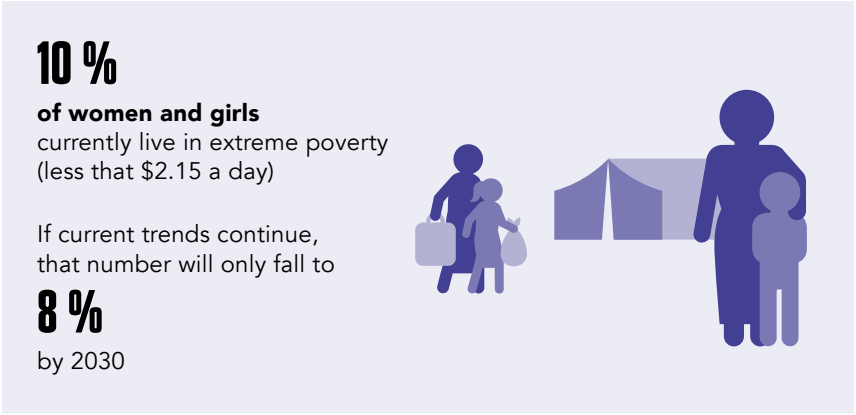 10 %
of women and girls
currently live in extreme poverty
(less that $2.15 a day)
If current trends continue,
that number will only fall to
8 %
by 2030